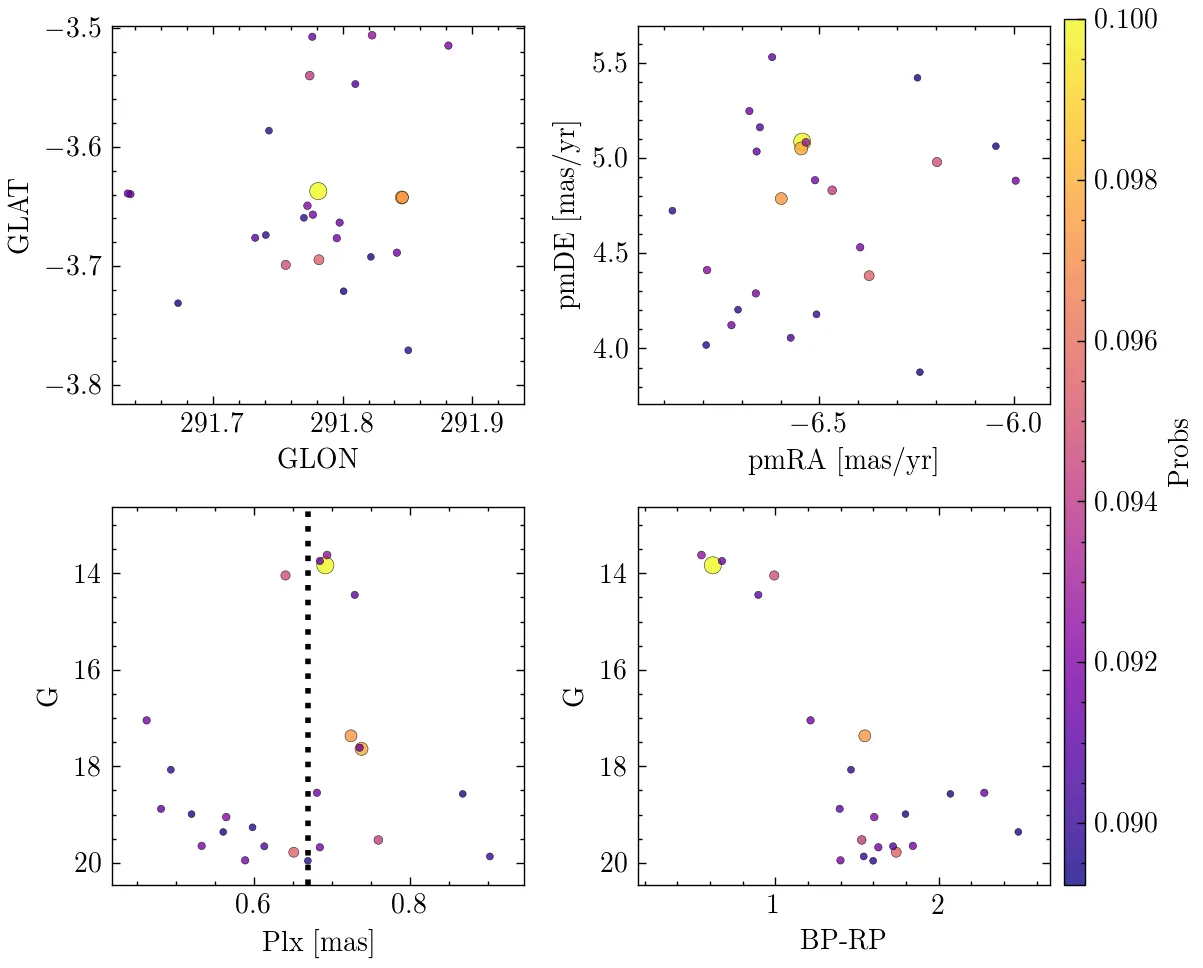 −3.5
−3.6
−3.7
−3.8
GLAT
291.7 291.8 291.9
GLON
5.5
5.0
4.5
4.0
pmDE [mas/yr]
−6.5 −6.0
pmRA [mas/yr]
0.100
0.098
0.096
0.094
0.092
0.090
Probs
14
16
18
20
G
0.6 0.8
Plx [mas]
14
16
18
20
G
1 2
BP-RP